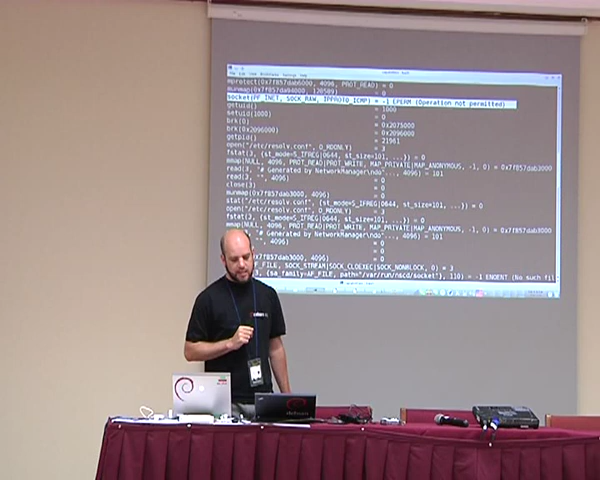 mprotect(0x7f857dab6000, 4096, PROT_READ) = 0
munmap(0x7f857da94000, 128589) = 0
socket(PF_INET, SOCK_RAW, IPPROTO_ICMP) = -1 EPERM (Operation not permitted)
getuid() = 1000
setuid(1000) = 0
brk(0) = 0x2075000
brk(0x2096000) = 0x2096000
getpid() = 21961
open("/etc/resolv.conf", O_RDONLY) = 3
fstat(3, {st_mode=S_IFREG|0644, st_size=101, ...}) = 0
mmap(NULL, 4096, PROT_READ|PROT_WRITE, MAP_PRIVATE|MAP_ANONYMOUS, -1, 0) = 0x7f857dab3000
read(3, "# Generated by NetworkManager\ndo"..., 4096) = 101
read(3, "", 4096) = 0
close(3) = 0
munmap(0x7f857dab3000, 4096) = 0
stat("/etc/resolv.conf", {st_mode=S_IFREG|0644, st_size=101, ...}) = 0
open("/etc/resolv.conf", O_RDONLY) = 3
fstat(3, {st_mode=S_IFREG|0644, st_size=101, ...}) = 0
mmap(NULL, 4096, PROT_READ|PROT_WRITE, MAP_PRIVATE|MAP_ANONYMOUS, -1, 0) = 0x7f857dab3000
"# Generated by NetworkManager\ndo"..., 4096) = 101
"", 4096) = 0
= 0
7f857dab3000, 4096) = 0
F_FILE, SOCK_STREAM|SOCK_CLOEXEC|SOCK_NONBLOCK, 0) = 3
3, {sa_family=AF_FILE, path="/var/run/nscd/socket"}, 110) = -1 ENOENT (No such fil
debian